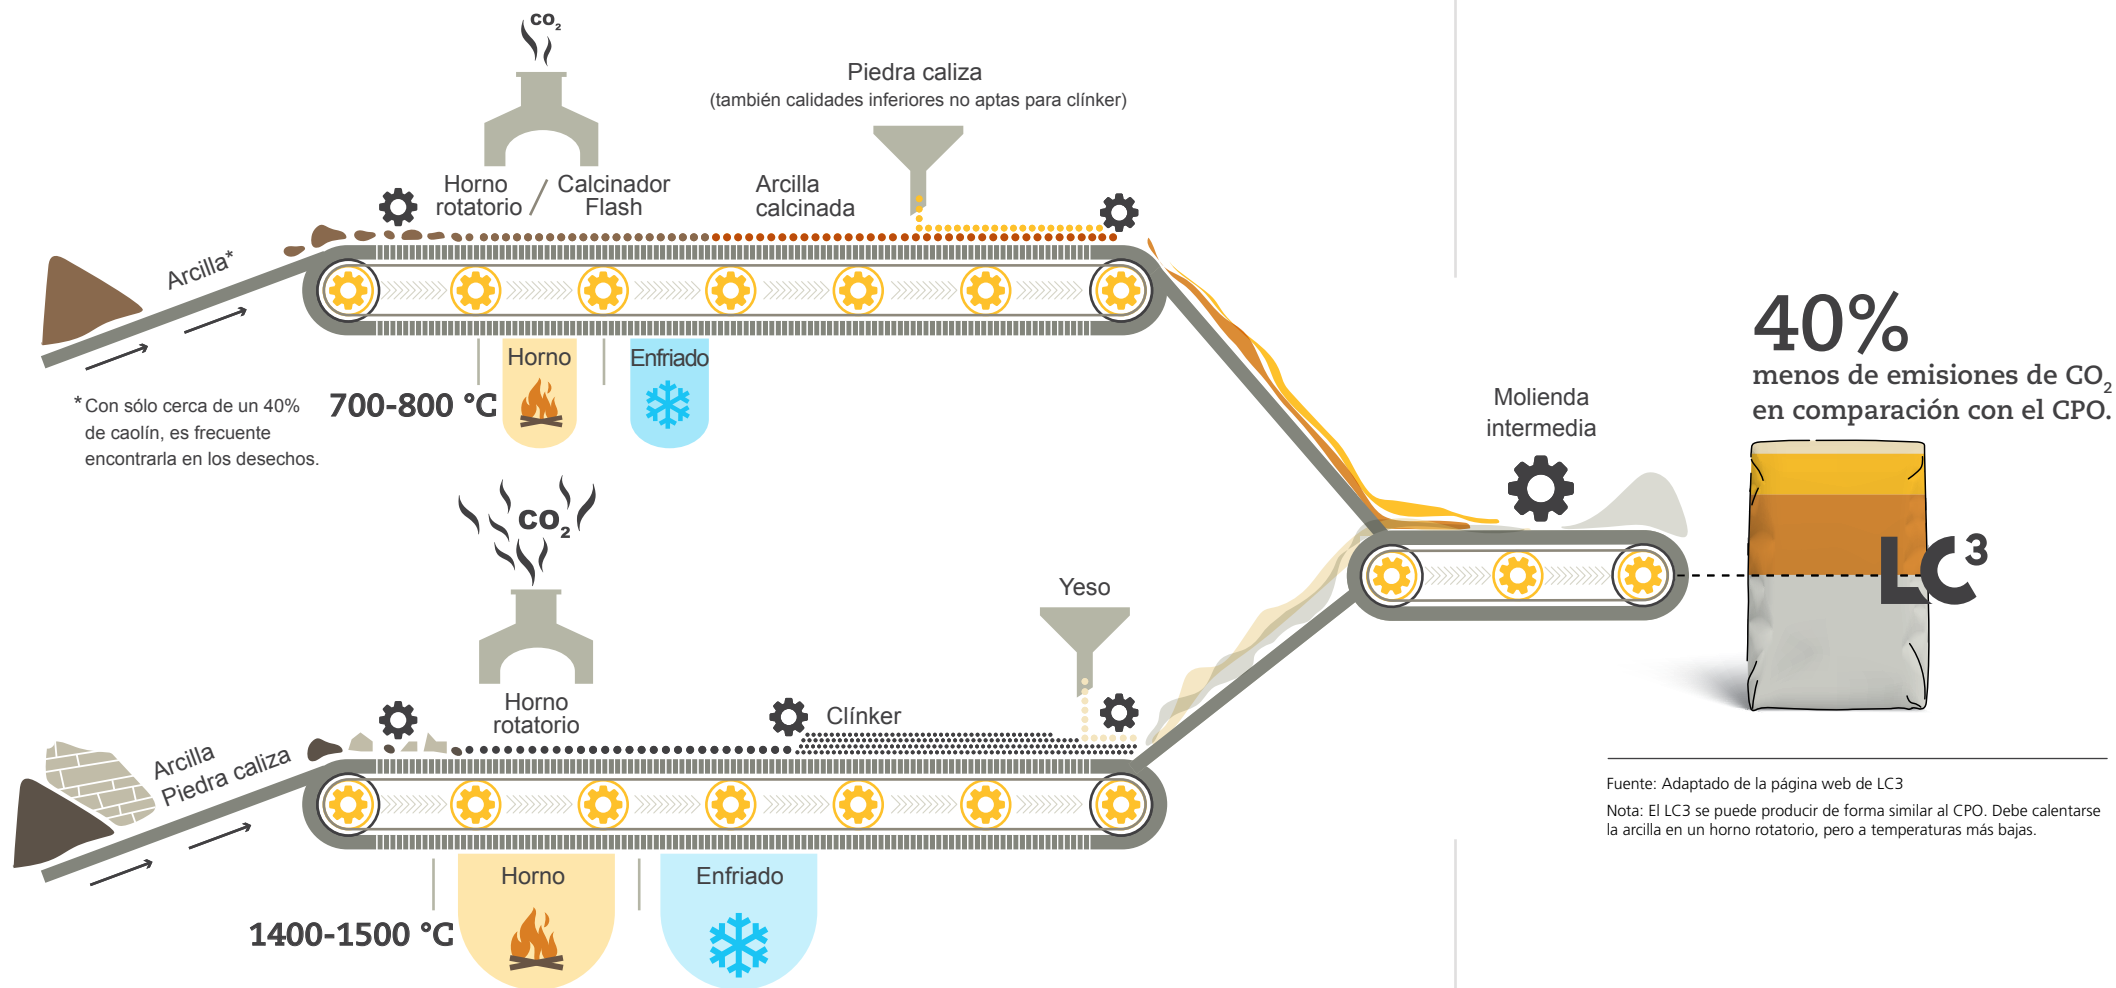 CO₂
Piedra caliza
(también calidades inferiores no aptas para clínker)
Horno
rotatorio
/
Calcinador
Flash
Arcilla
calcinada
Arcilla*
Horno
Enfriado
700-800 °C
* Con sólo cerca de un 40%
de caolín, es frecuente
encontrarla en los desechos.
CO₂
Horno
rotatorio
Clínker
Yeso
Arcilla
Piedra caliza
Horno
Enfriado
1400-1500 °C
Molienda
intermedia
40%
menos de emisiones de CO₂
en comparación con el CPO.
LC³
Fuente: Adaptado de la página web de LC3
Nota: El LC3 se puede producir de forma similar al CPO. Debe calentarse
la arcilla en un horno rotatorio, pero a temperaturas más bajas.